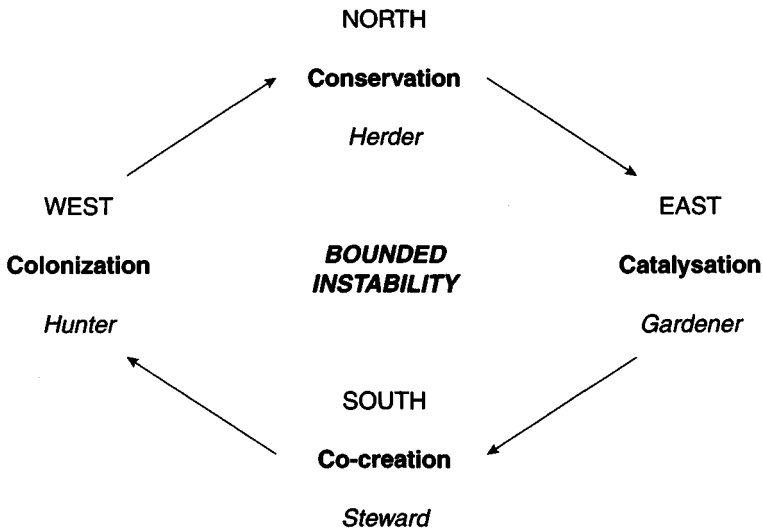 NORTH
Conservation
Herder
WEST
Colonization
Hunter
BOUNDED
INSTABILITY
EAST
Catalysation
Gardener
SOUTH
Co-creation
Steward